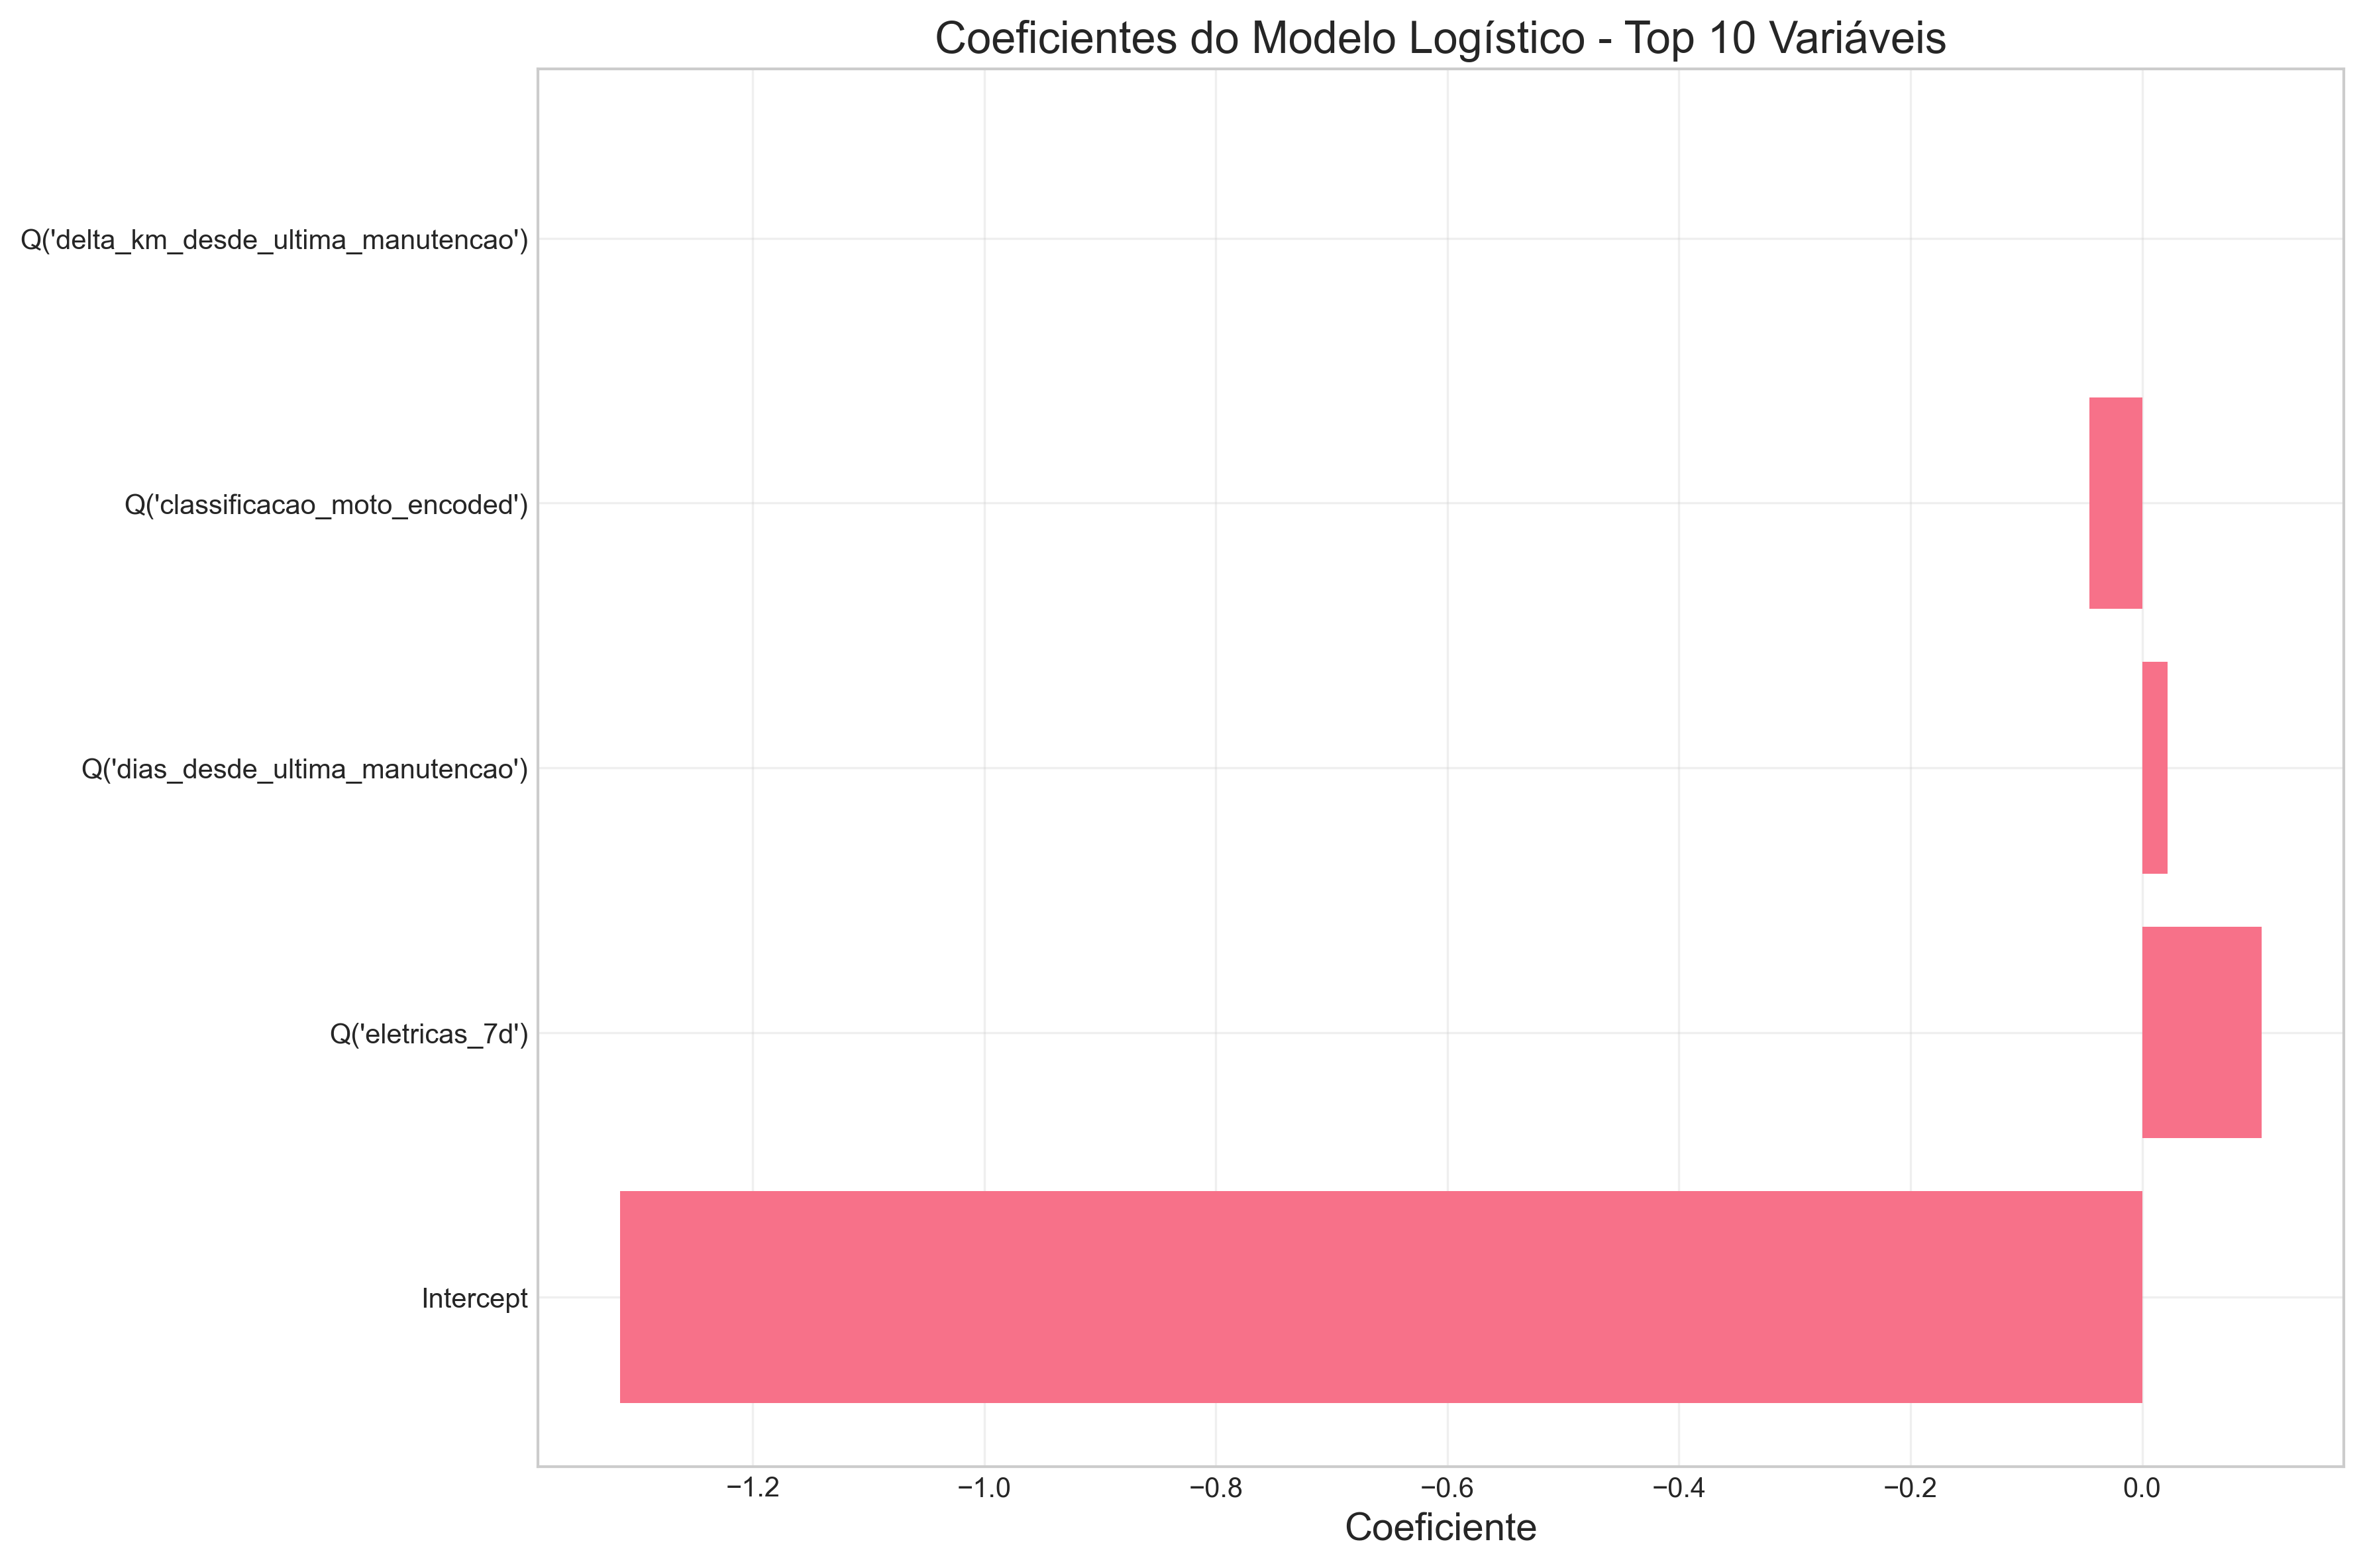 Coeficientes do Modelo Logístico - Top 10 Variáveis
Q('delta_km_desde_ultima_manutencao')
Q('classificacao_moto_encoded')
Q('dias_desde_ultima_manutencao')
Q('eletricas_7d')
Intercept
−1.2 −1.0 −0.8 −0.6 −0.4 −0.2 0.0
Coeficiente